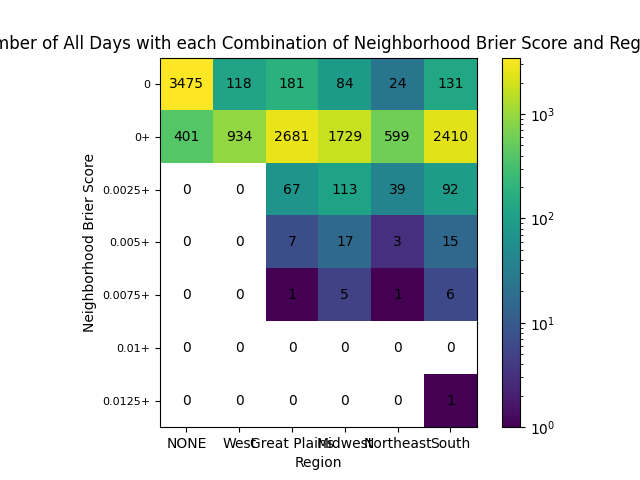 mber of All Days with each Combination of Neighborhood Brier Score and Reg
0 3475 118 181 84 24 131
0+ 401 934 2681 1729 599 2410
0.0025+ 0 0 67 113 39 92
0.005+ 0 0 7 17 3 15
0.0075+ 0 0 1 5 1 6
0.01+ 0 0 0 0 0 0
0.0125+ 0 0 0 0 0 1
NONE West Great Plains Midwest Northeast South
Region
Neighborhood Brier Score
10³
10²
10¹
10⁰